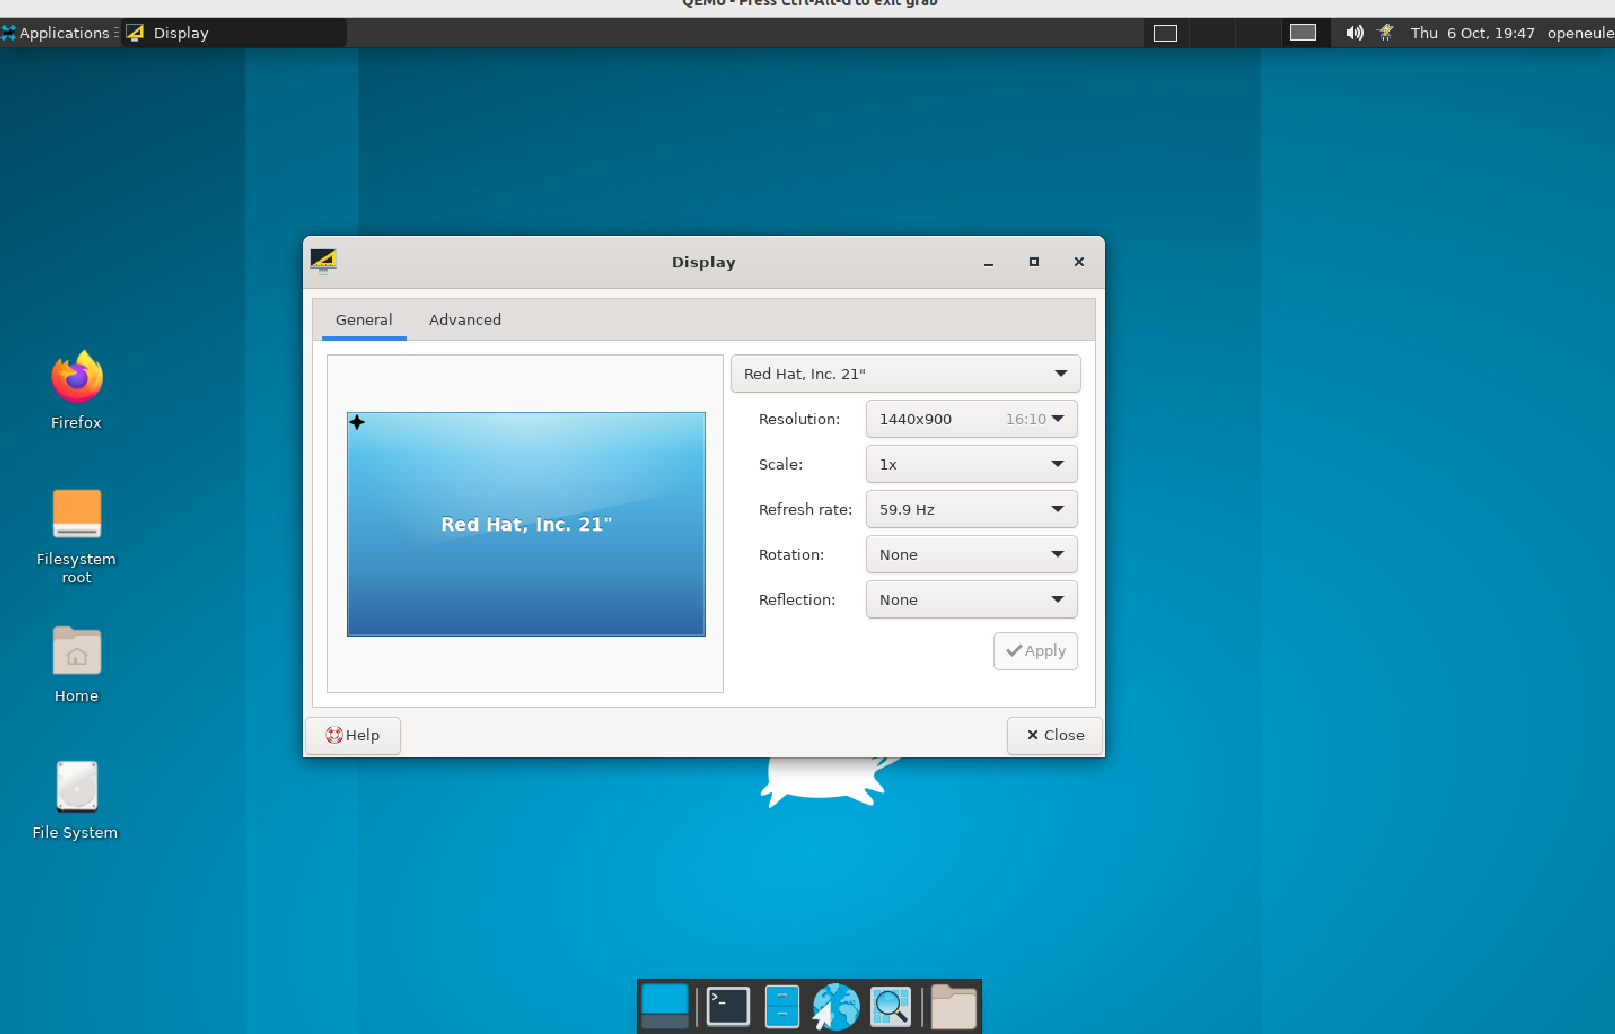 QEMU - Press Ctrl-Alt-G to exit grab
Applications
Display
Thu 6 Oct, 19:47
openeule
Display
General
Advanced
Red Hat, Inc. 21"
Red Hat, Inc. 21"
Resolution:
1440x900
16:10
Scale:
1x
Refresh rate:
59.9 Hz
Rotation:
None
Reflection:
None
Apply
Help
Close
Firefox
Filesystem
root
Home
File System